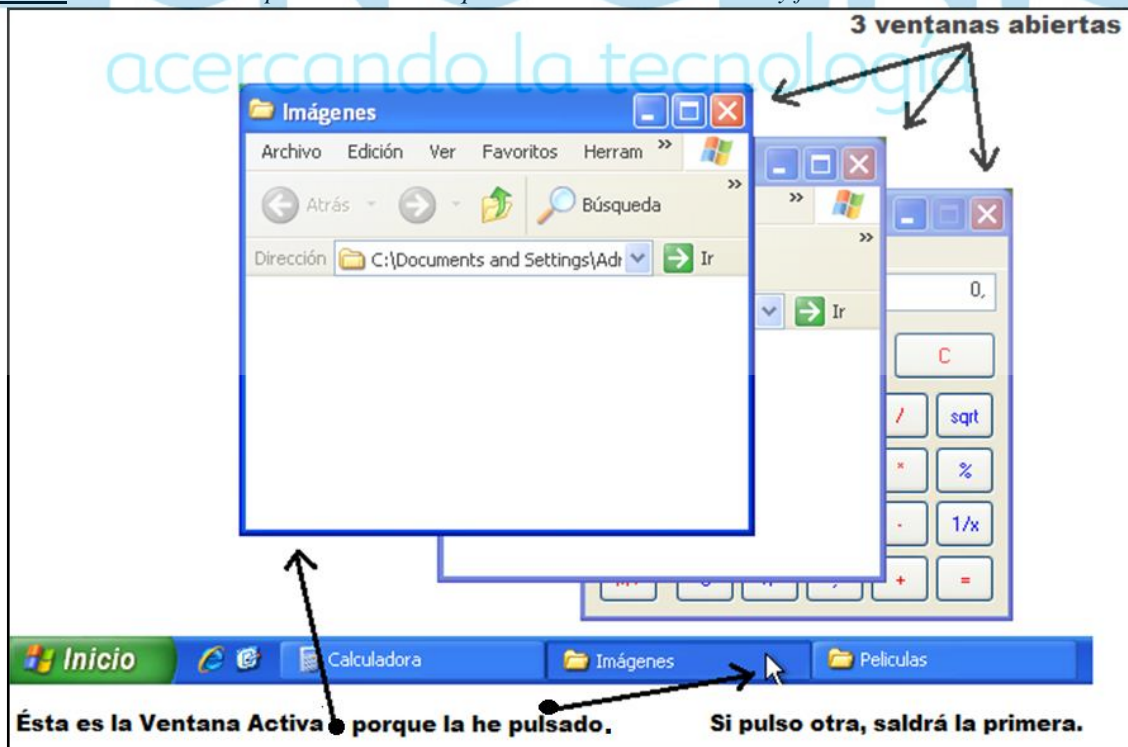 3 ventanas abiertas
acercando la tecnología
Imágenes
Archivo Edición Ver Favoritos Herram »
Atrás Búsqueda »
Dirección C:\Documents and Settings\Adr Ir
»
»
Ir
0,
C
/ sqrt
* %
- 1/x
+ =
Inicio Calculadora Imágenes Peliculas
Ésta es la Ventana Activa porque la he pulsado. Si pulso otra, saldrá la primera.